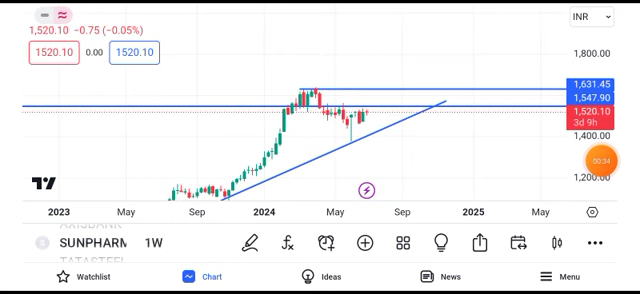 INR
1,520.10 −0.75 (−0.05%)
1520.10 0.00 1520.10
1,800.00
1,631.45
1,547.90
1,520.10
3d 9h
1,400.00
00:34
1,200.00
2023 May Sep 2024 May Sep 2025 May
AXISBANK
SUNPHARM 1W
TATASTEEL
Watchlist Chart Ideas News Menu